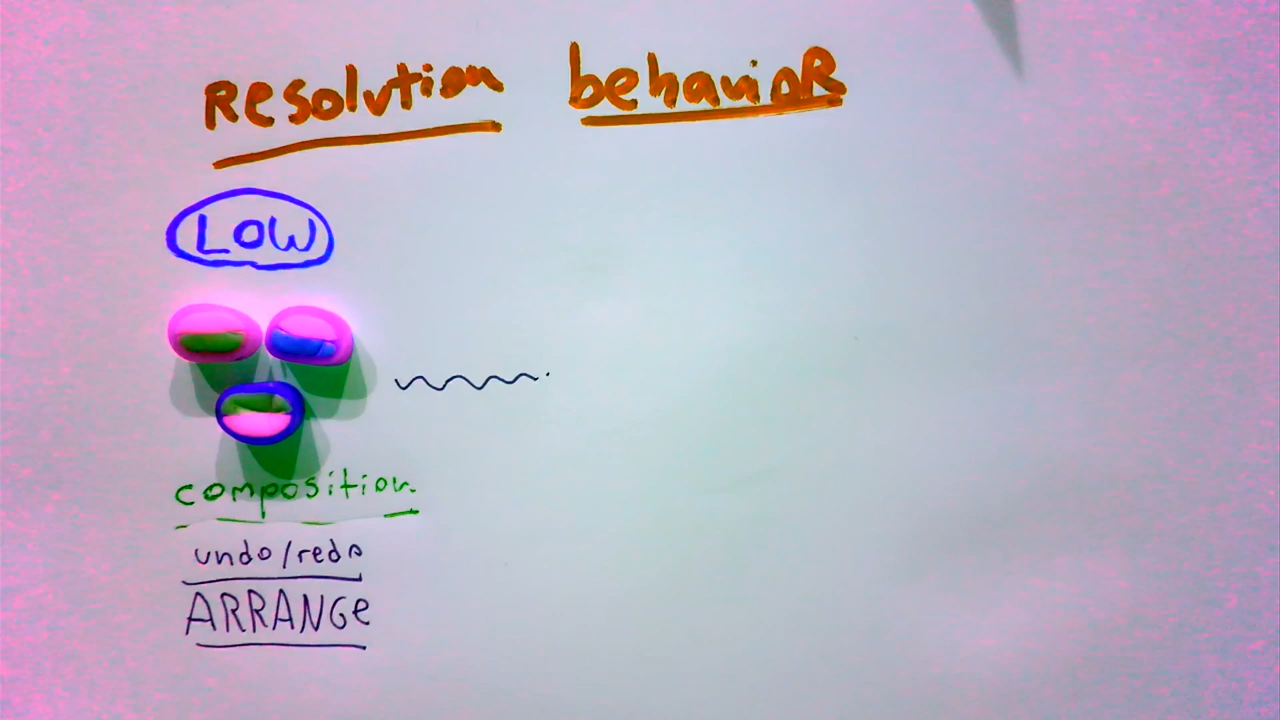 Resolution behavioR
LOW
composition
undo/redo
ARRANGe